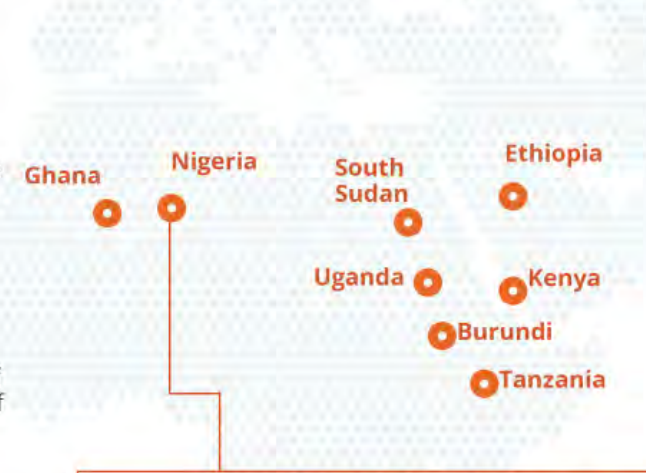 Ghana
Nigeria
South
Sudan
Ethiopia
Uganda
Kenya
Burundi
Tanzania
f